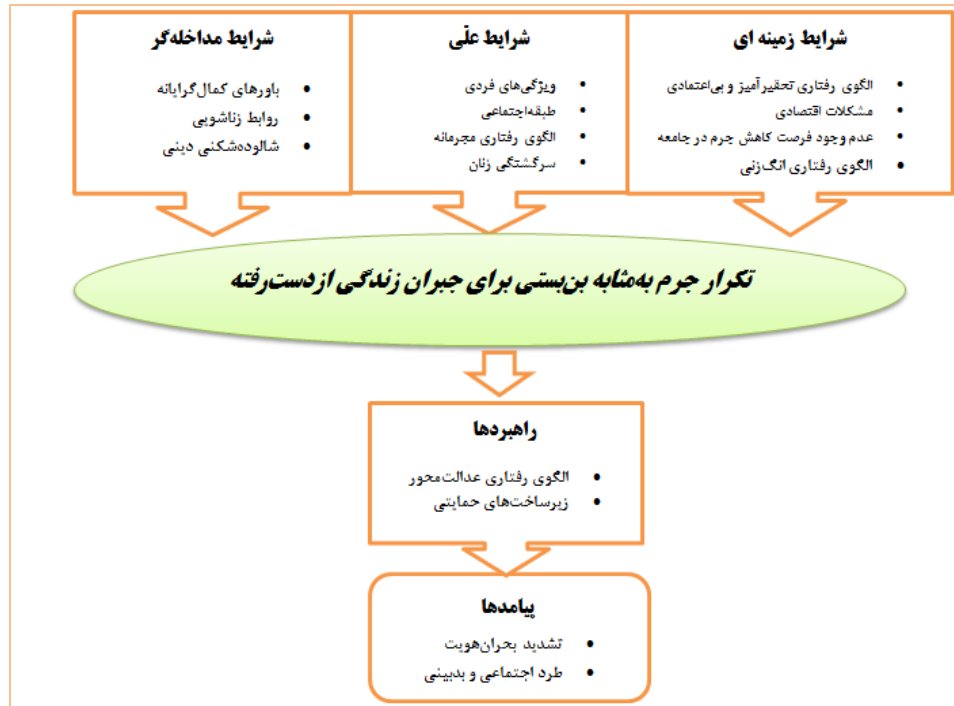 شرایط زمینه ای
الگوی رفتاری تحقیرآمیز و بی‌اعتمادی
مشکلات اقتصادی
عدم وجود فرصت کاهش جرم در جامعه
الگوی رفتاری انگ‌زنی
شرایط علّی
ویژگی‌های فردی
طبقه‌اجتماعی
الگوی رفتاری مجرمانه
سرگشتگی زنان
شرایط مداخله‌گر
باورهای کمال‌گرایانه
روابط زناشویی
شالوده‌شکنی دینی
تکرار جرم به‌مثابه بن‌بستی برای جبران زندگی ازدست‌رفته
راهبردها
الگوی رفتاری عدالت‌محور
زیرساخت‌های حمایتی
پیامدها
تشدید بحران‌هویت
طرد اجتماعی و بدبینی